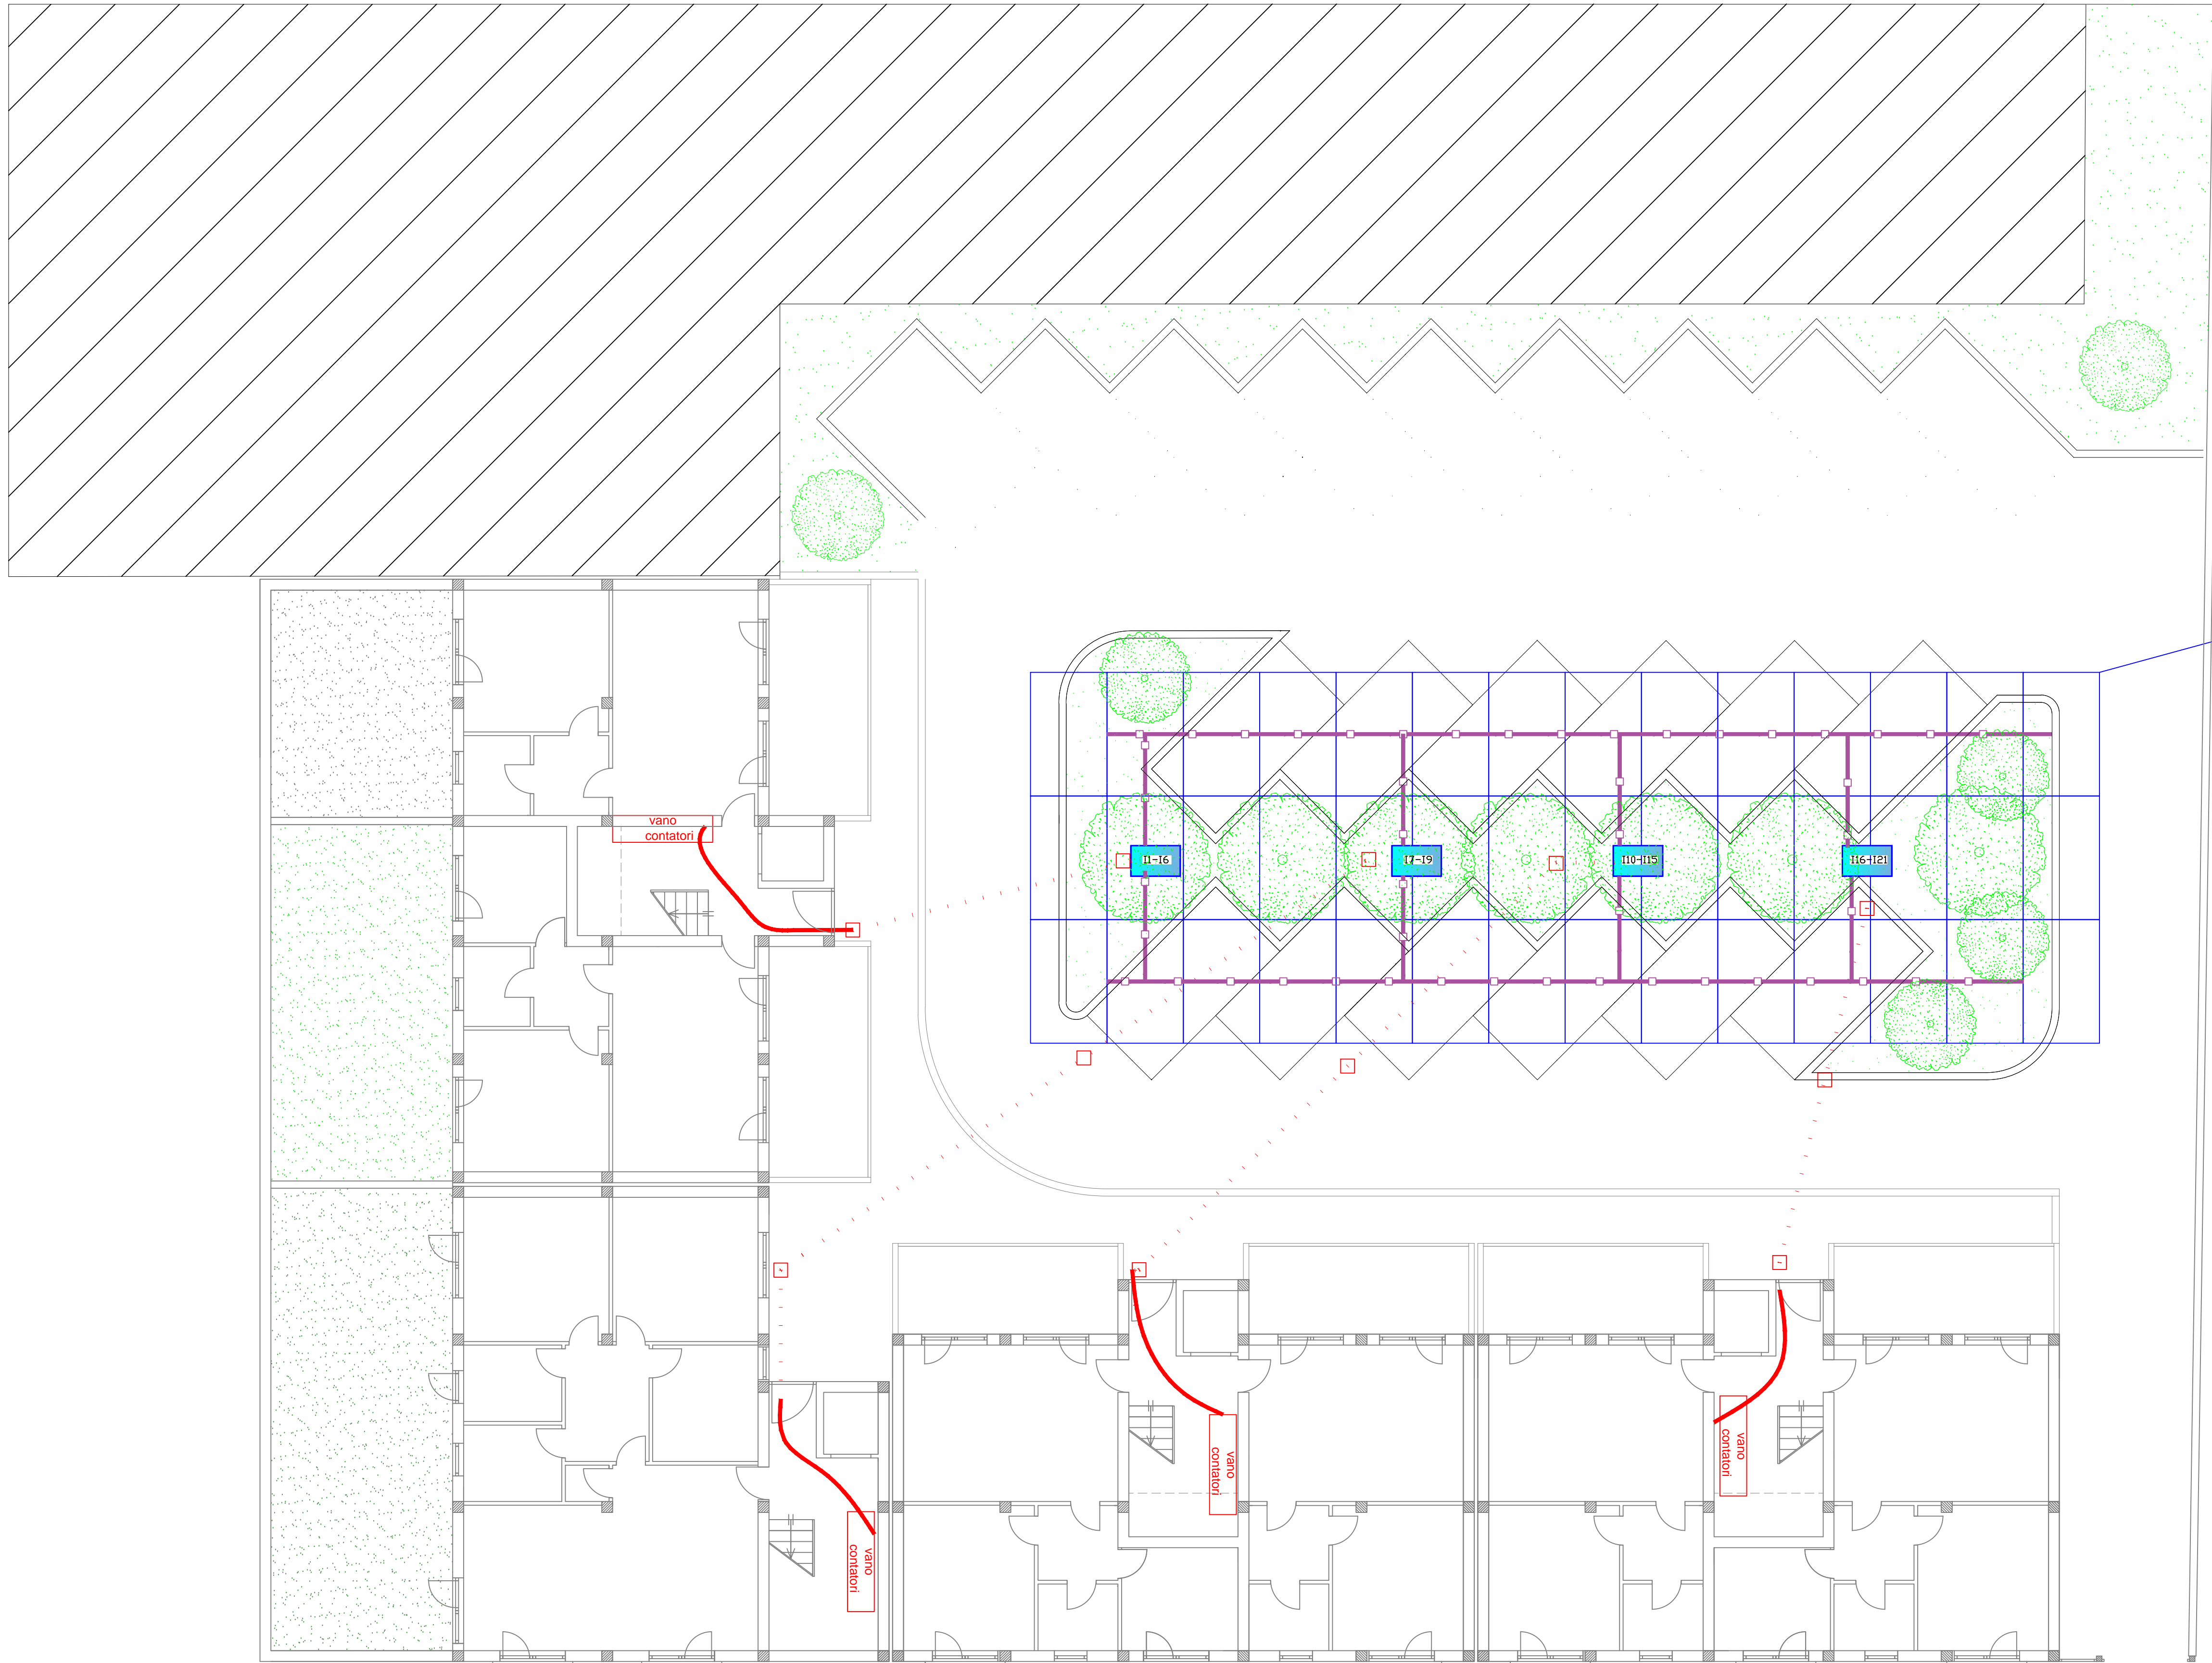 vano
contatori
I1-I6
I7-I9
I10-I15
I16-I21
vano
contatori
vano
contatori
vano
contatori